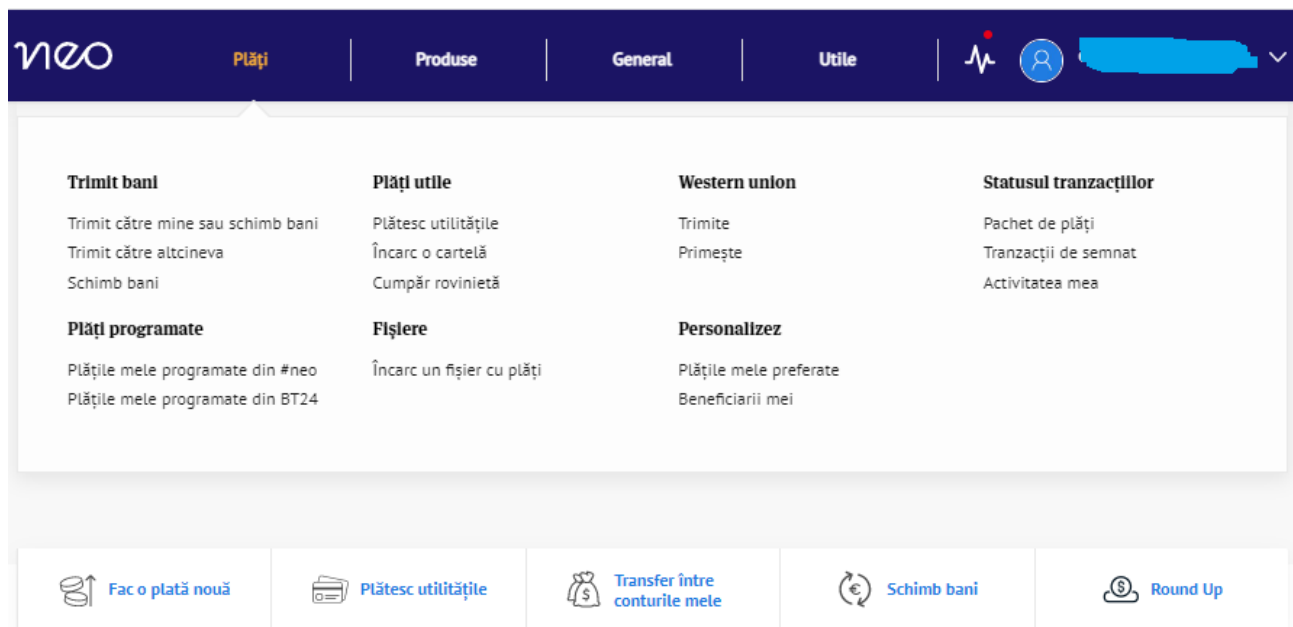 neo
Plăți
Produse
General
Utile
Trimit bani
Trimit către mine sau schimb bani
Trimit către altcineva
Schimb bani
Plăți utile
Plătesc utilitățile
Încarc o cartelă
Cumpăr rovinietă
Western union
Trimite
Primește
Statusul tranzacțiilor
Pachet de plăți
Tranzacții de semnat
Activitatea mea
Plăți programate
Plățile mele programate din #neo
Plățile mele programate din BT24
Fișiere
Încarc un fișier cu plăți
Personalizez
Plățile mele preferate
Beneficiarii mei
Fac o plată nouă
Plătesc utilitățile
Transfer între
conturile mele
Schimb bani
Round Up